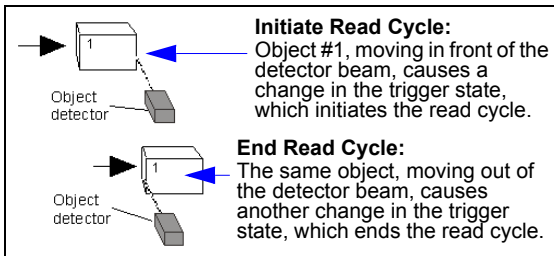 1
Object
detector
Initiate Read Cycle:
Object #1, moving in front of the
detector beam, causes a
change in the trigger state,
which initiates the read cycle.
1
Object
detector
End Read Cycle:
The same object, moving out of
the detector beam, causes
another change in the trigger
state, which ends the read cycle.